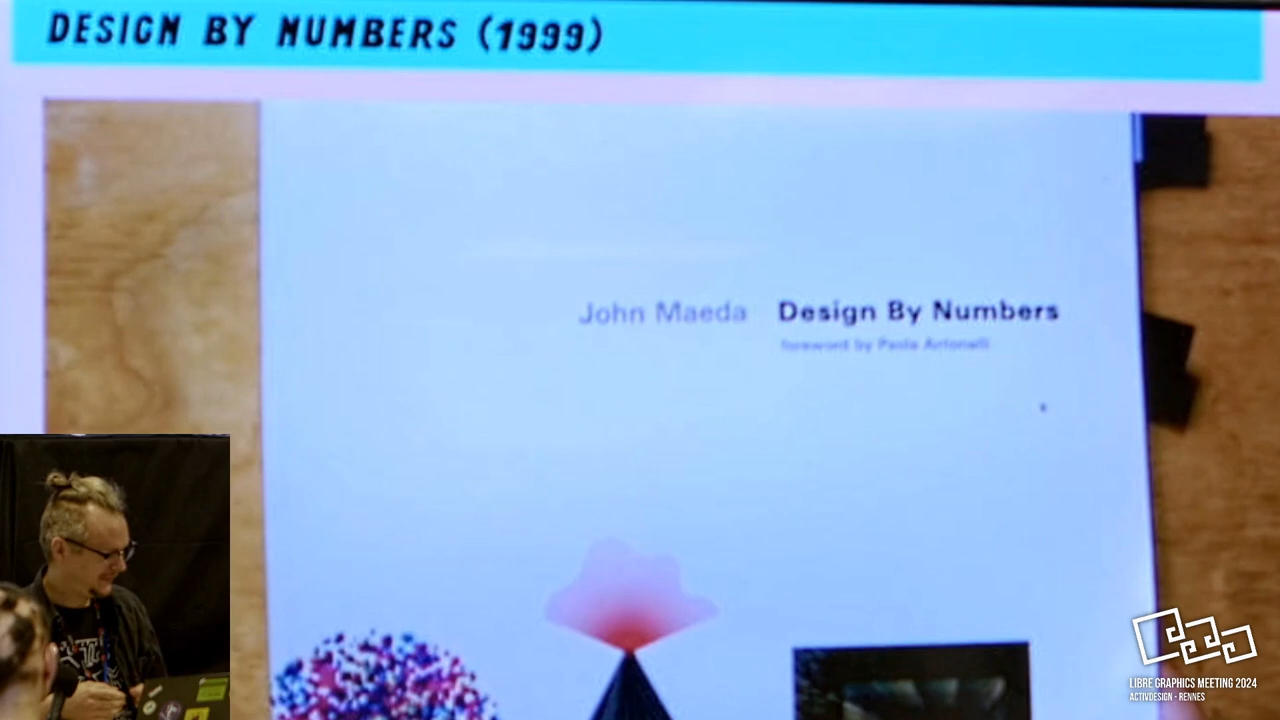 DESIGN BY NUMBERS (1999)
John Maeda Design By Numbers
foreword by Paola Antonelli
LIBRE GRAPHICS MEETING 2024
ACTIVDESIGN - RENNES